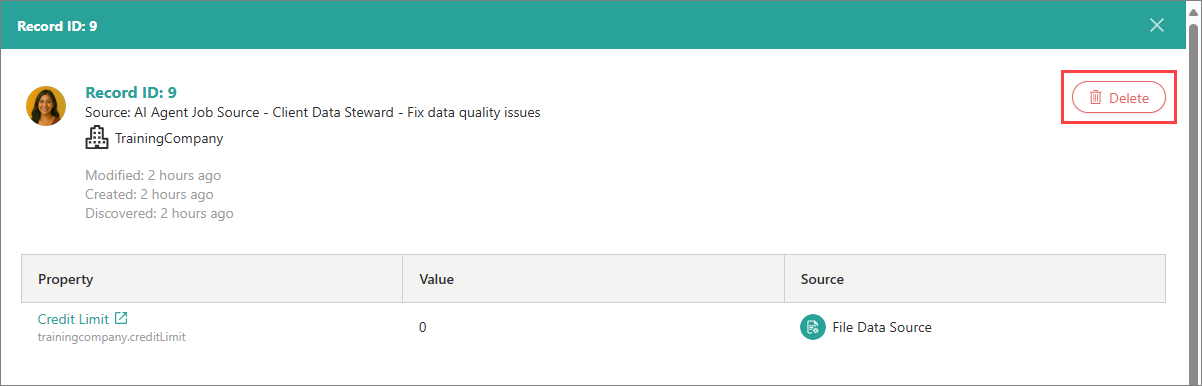 Record ID: 9
Record ID: 9
Source: AI Agent Job Source - Client Data Steward - Fix data quality issues
Delete
TrainingCompany
Modified: 2 hours ago
Created: 2 hours ago
Discovered: 2 hours ago
Property Value Source
Credit Limit 0 File Data Source
trainingcompany.creditLimit